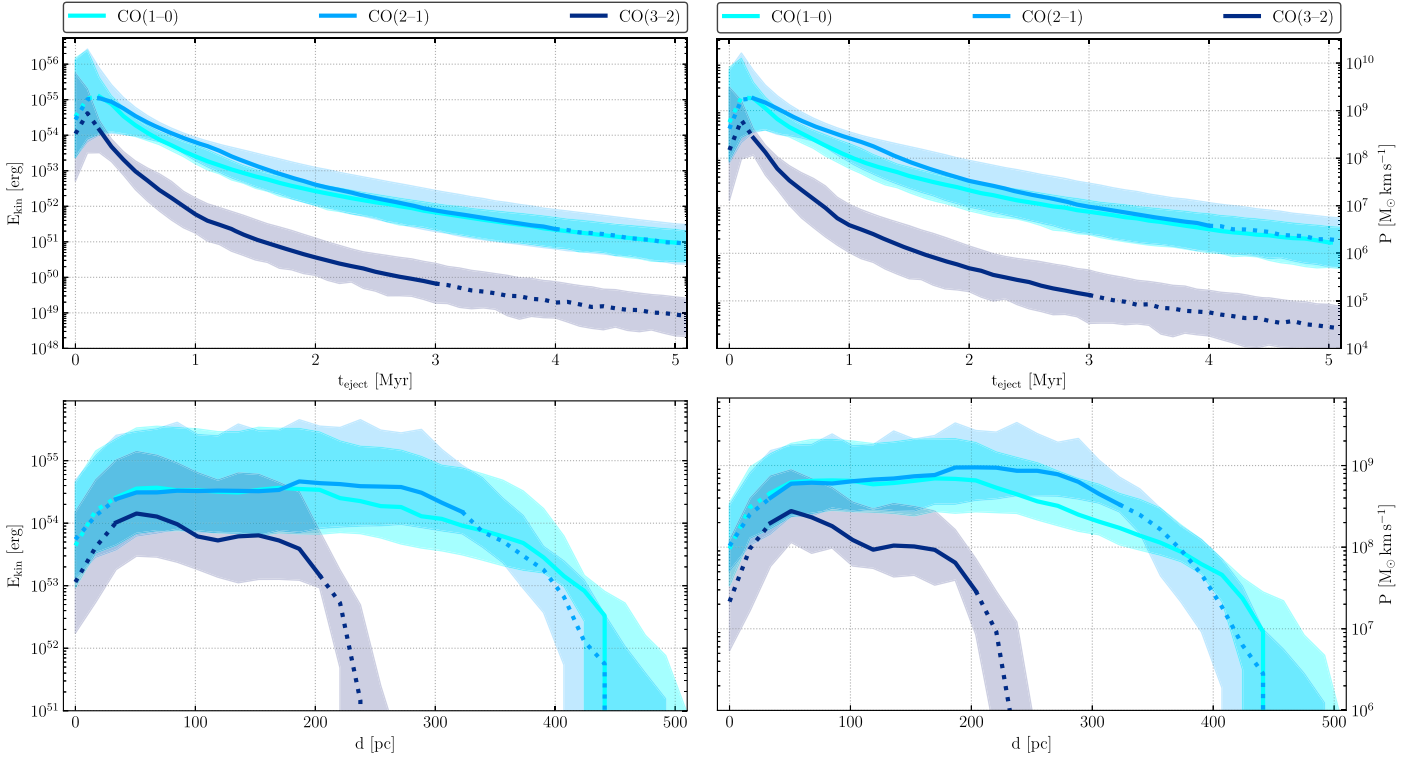 CO(1–0) CO(2–1) CO(3–2)
CO(1–0) CO(2–1) CO(3–2)
10^56
10^55
10^54
10^53
10^52
10^51
10^50
10^49
10^48
E_kin [erg]
0 1 2 3 4 5
t_eject [Myr]
10^10
10^9
10^8
10^7
10^6
10^5
10^4
P [M_⊙ km s^−1]
0 1 2 3 4 5
t_eject [Myr]
10^55
10^54
10^53
10^52
10^51
E_kin [erg]
0 100 200 300 400 500
d [pc]
10^9
10^8
10^7
10^6
P [M_⊙ km s^−1]
0 100 200 300 400 500
d [pc]